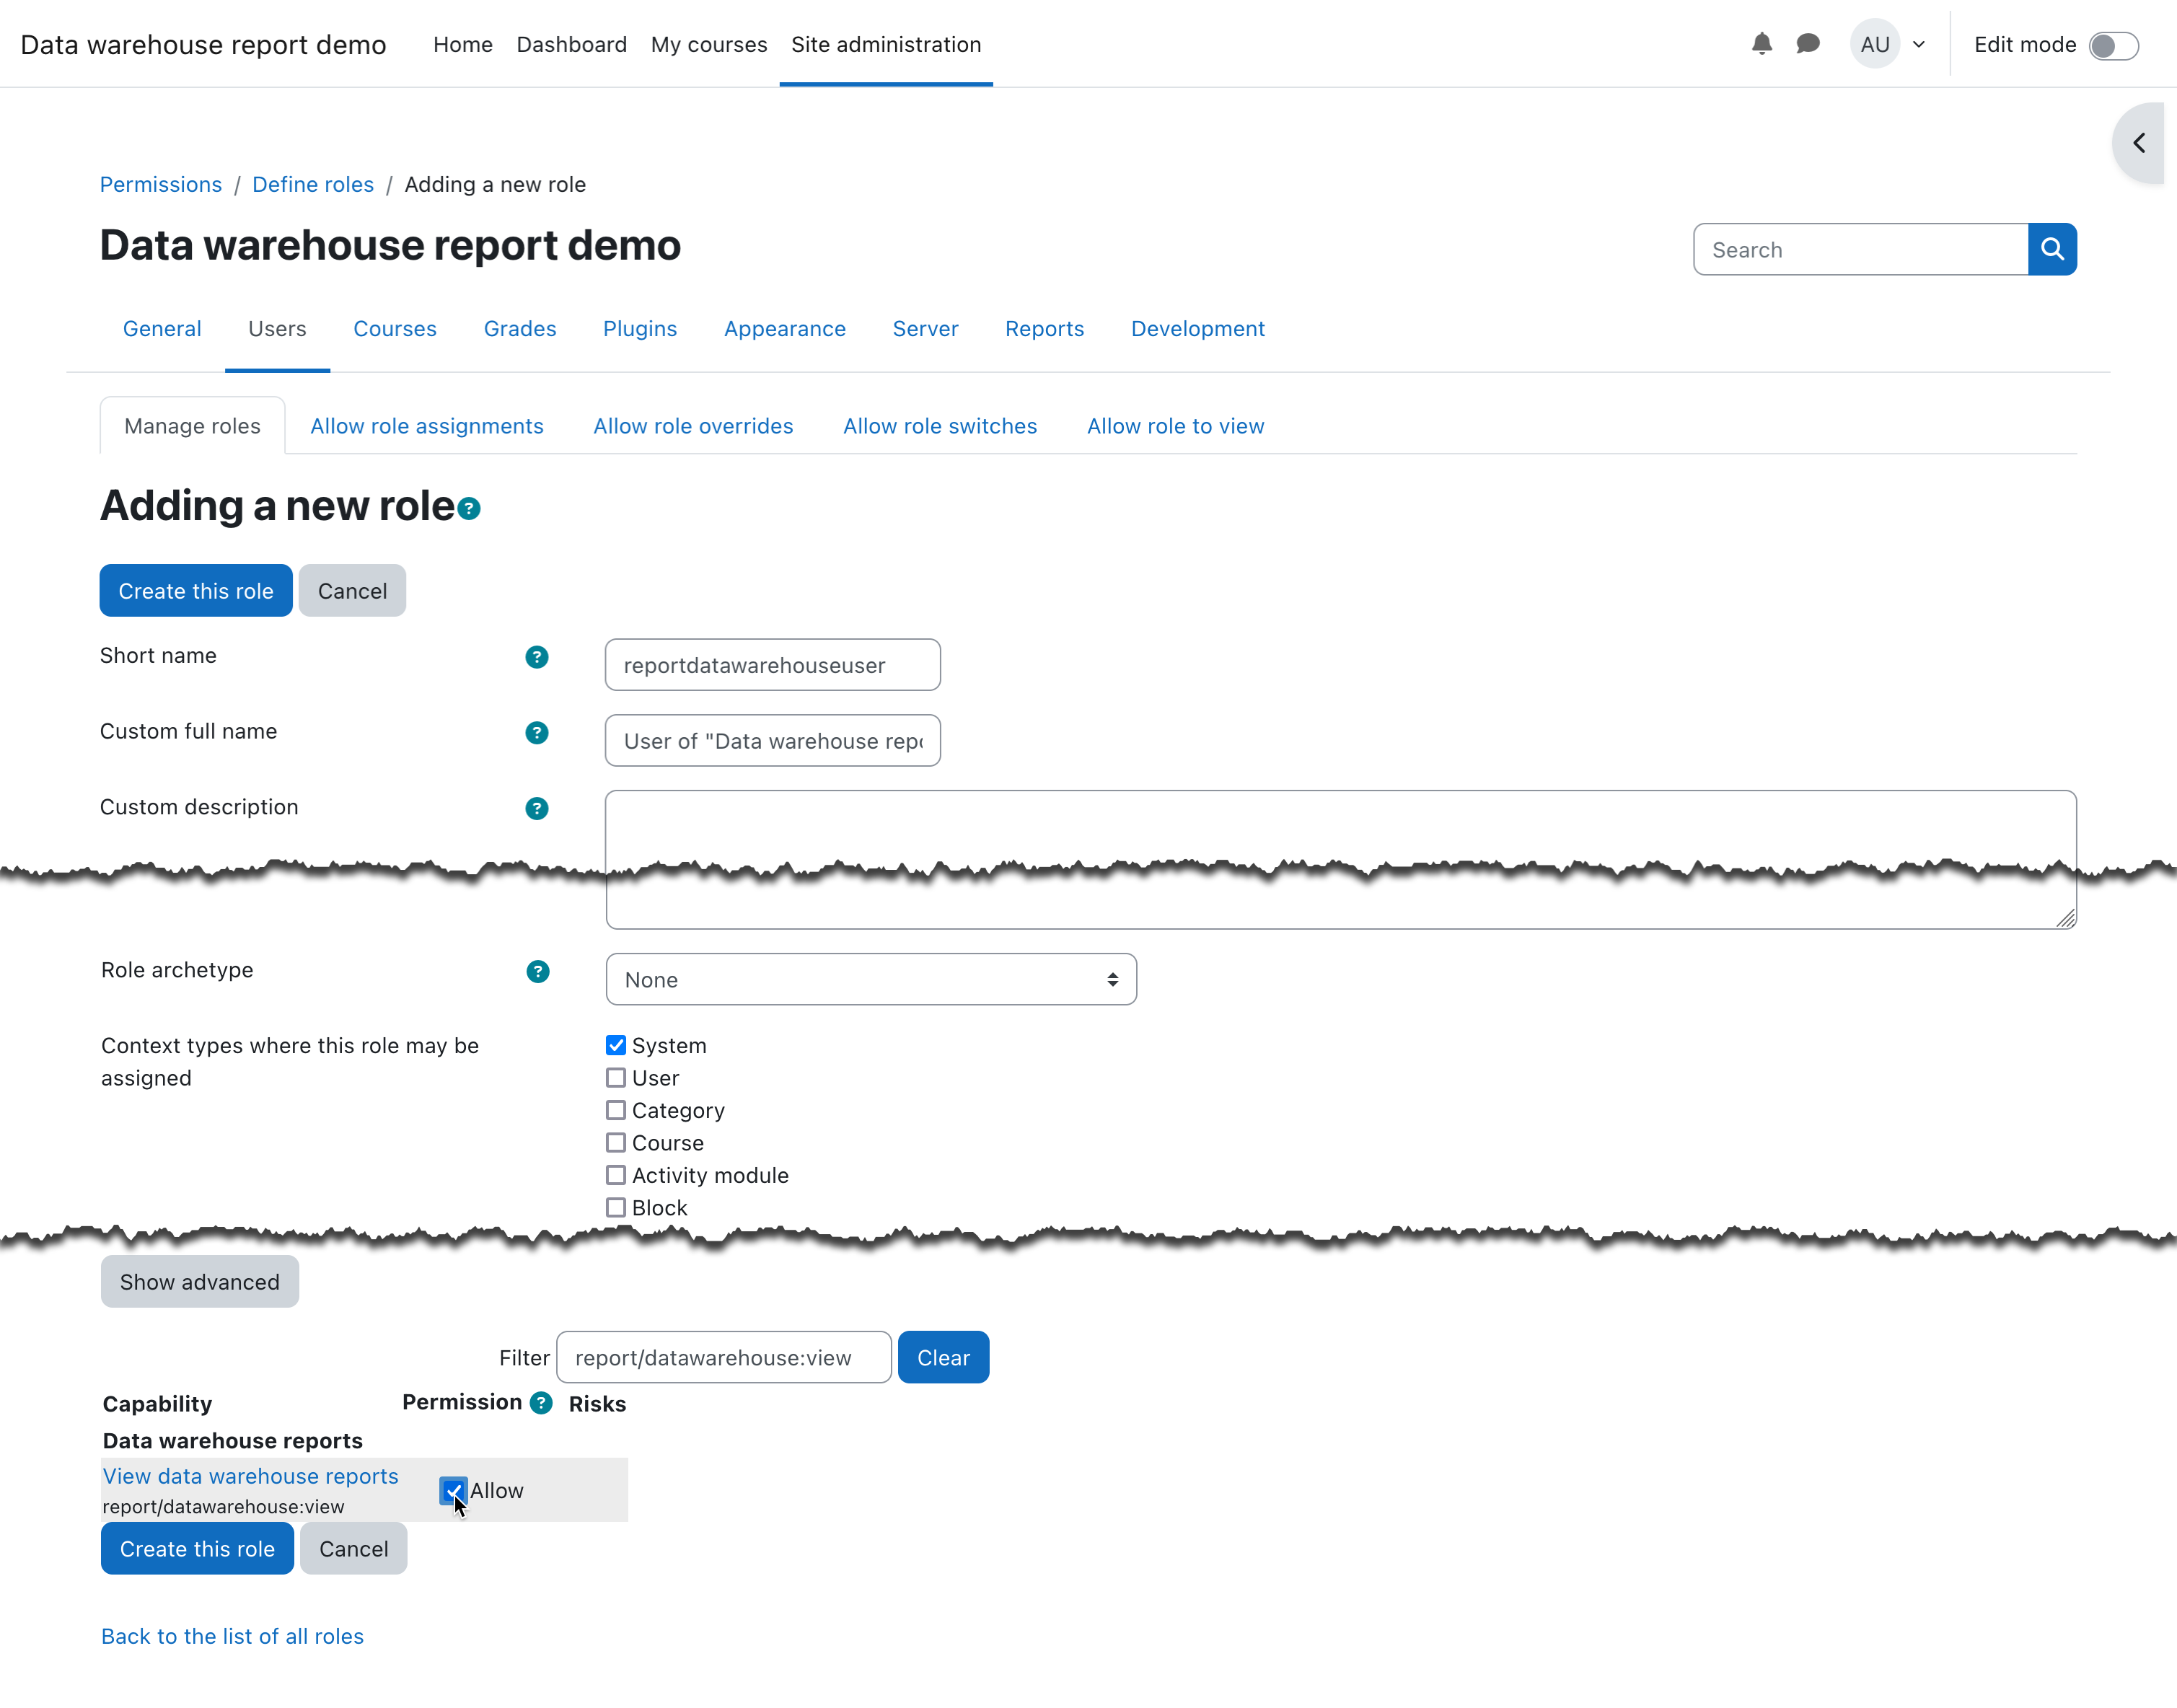 Data warehouse report demo Home Dashboard My courses Site administration AU Edit mode
Permissions / Define roles / Adding a new role
Data warehouse report demo
Search
General Users Courses Grades Plugins Appearance Server Reports Development
Manage roles Allow role assignments Allow role overrides Allow role switches Allow role to view
Adding a new role ?
Create this role Cancel
Short name ? reportdatawarehouseuser
Custom full name ? User of "Data warehouse repo
Custom description ?
Role archetype ? None
Context types where this role may be
assigned
System
User
Category
Course
Activity module
Block
Show advanced
Filter report/datawarehouse:view Clear
Capability Permission ? Risks
Data warehouse reports
View data warehouse reports
report/datawarehouse:view
Allow
Create this role Cancel
Back to the list of all roles